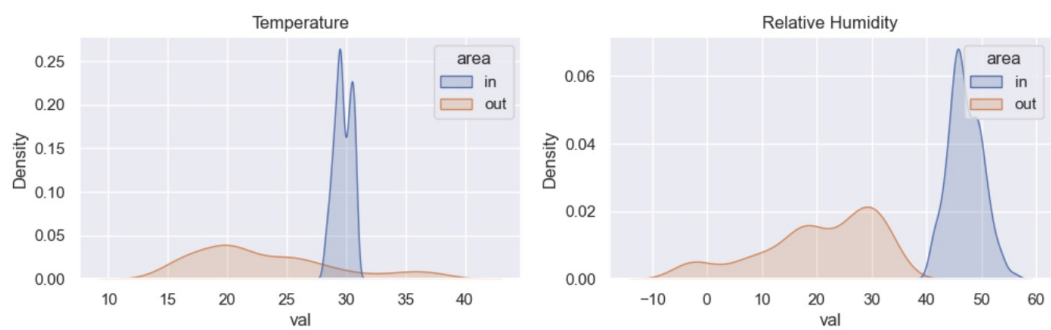 Temperature
0.25
0.20
0.15
0.10
0.05
0.00
Density
10 15 20 25 30 35 40
val
area
in
out
Relative Humidity
0.06
0.04
0.02
0.00
Density
−10 0 10 20 30 40 50 60
val
area
in
out